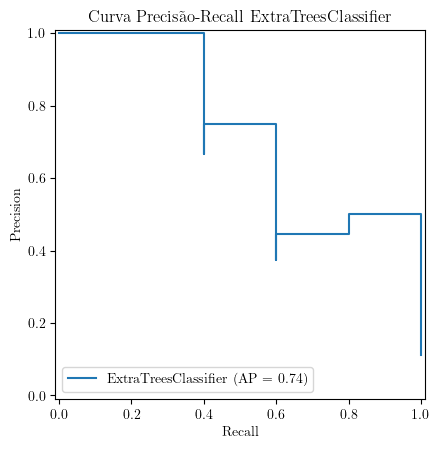 Curva Precisão-Recall ExtraTreesClassifier
1.0
0.8
0.6
0.4
0.2
0.0
Precision
ExtraTreesClassifier (AP = 0.74)
0.0 0.2 0.4 0.6 0.8 1.0
Recall